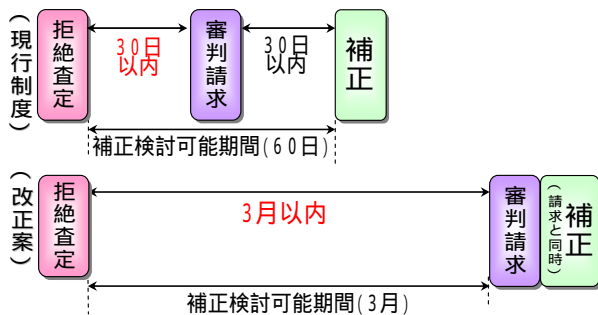 (現行制度)
拒絶査定
30日
以内
審判請求
30日
以内
補正
補正検討可能期間(60日)
(改正案)
拒絶査定
3月以内
審判請求
(請求と同時)
補正
補正検討可能期間(3月)